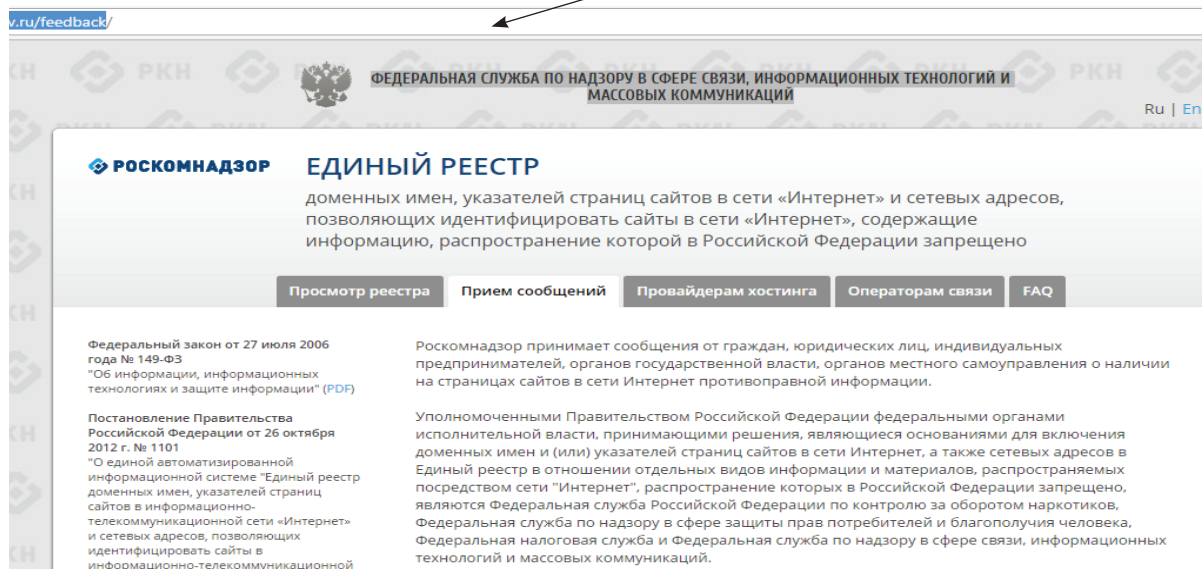 v.ru/feedback/
ФЕДЕРАЛЬНАЯ СЛУЖБА ПО НАДЗОРУ В СФЕРЕ СВЯЗИ, ИНФОРМАЦИОННЫХ ТЕХНОЛОГИЙ И
МАССОВЫХ КОММУНИКАЦИЙ
Ru | En
РОСКОМНАДЗОР
ЕДИНЫЙ РЕЕСТР
доменных имен, указателей страниц сайтов в сети «Интернет» и сетевых адресов,
позволяющих идентифицировать сайты в сети «Интернет», содержащие
информацию, распространение которой в Российской Федерации запрещено
Просмотр реестра Прием сообщений Провайдерам хостинга Операторам связи FAQ
Федеральный закон от 27 июля 2006
года № 149-ФЗ
"Об информации, информационных
технологиях и защите информации" (PDF)
Постановление Правительства
Российской Федерации от 26 октября
2012 г. № 1101
"О единой автоматизированной
информационной системе "Единый реестр
доменных имен, указателей страниц
сайтов в информационно-
телекоммуникационной сети «Интернет»
и сетевых адресов, позволяющих
идентифицировать сайты в
информационно-телекоммуникационной
Роскомнадзор принимает сообщения от граждан, юридических лиц, индивидуальных
предпринимателей, органов государственной власти, органов местного самоуправления о наличии
на страницах сайтов в сети Интернет противоправной информации.
Уполномоченными Правительством Российской Федерации федеральными органами
исполнительной власти, принимающими решения, являющиеся основаниями для включения
доменных имен и (или) указателей страниц сайтов в сети Интернет, а также сетевых адресов в
Единый реестр в отношении отдельных видов информации и материалов, распространяемых
посредством сети "Интернет", распространение которых в Российской Федерации запрещено,
являются Федеральная служба Российской Федерации по контролю за оборотом наркотиков,
Федеральная служба по надзору в сфере защиты прав потребителей и благополучия человека,
Федеральная налоговая служба и Федеральная служба по надзору в сфере связи, информационных
технологий и массовых коммуникаций.